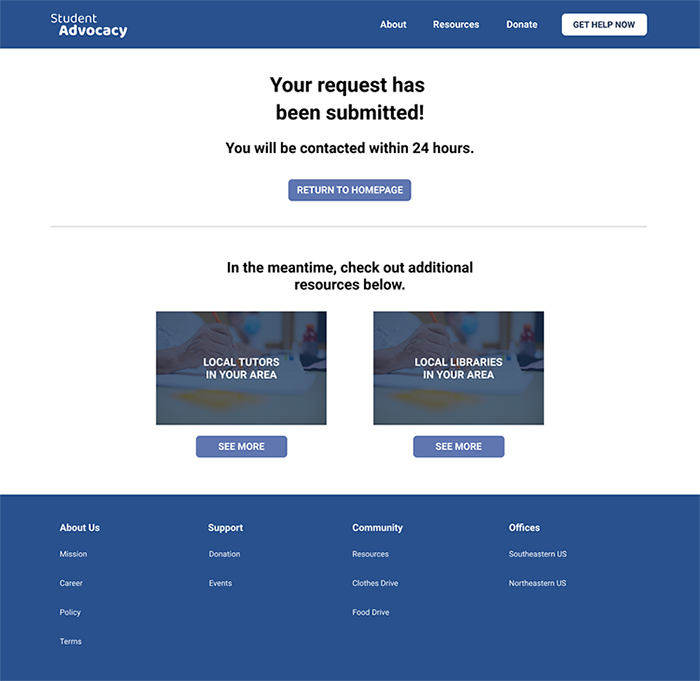 Student
Advocacy
About
Resources
Donate
GET HELP NOW
Your request has
been submitted!
You will be contacted within 24 hours.
RETURN TO HOMEPAGE
In the meantime, check out additional
resources below.
LOCAL TUTORS
IN YOUR AREA
LOCAL LIBRARIES
IN YOUR AREA
SEE MORE
SEE MORE
About Us
Mission
Career
Policy
Terms
Support
Donation
Events
Community
Resources
Clothes Drive
Food Drive
Offices
Southeastern US
Northeastern US